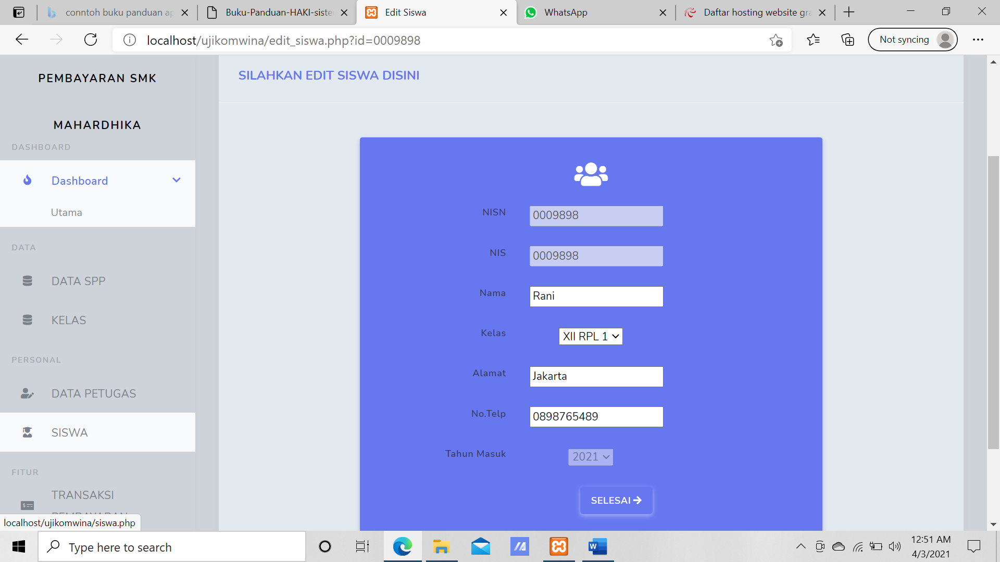 conntoh buku panduan ap
Buku-Panduan-HAKI-siste
Edit Siswa
WhatsApp
Daftar hosting website gra
localhost/ujikomwina/edit_siswa.php?id=0009898
Not syncing
PEMBAYARAN SMK
MAHARDHIKA
DASHBOARD
Dashboard
Utama
DATA
DATA SPP
KELAS
PERSONAL
DATA PETUGAS
SISWA
FITUR
TRANSAKSI
PEMBAYARAN
localhost/ujikomwina/siswa.php
SILAHKAN EDIT SISWA DISINI
NISN 0009898
NIS 0009898
Nama Rani
Kelas XII RPL 1
Alamat Jakarta
No.Telp 0898765489
Tahun Masuk 2021
SELESAI
Type here to search
12:51 AM
4/3/2021